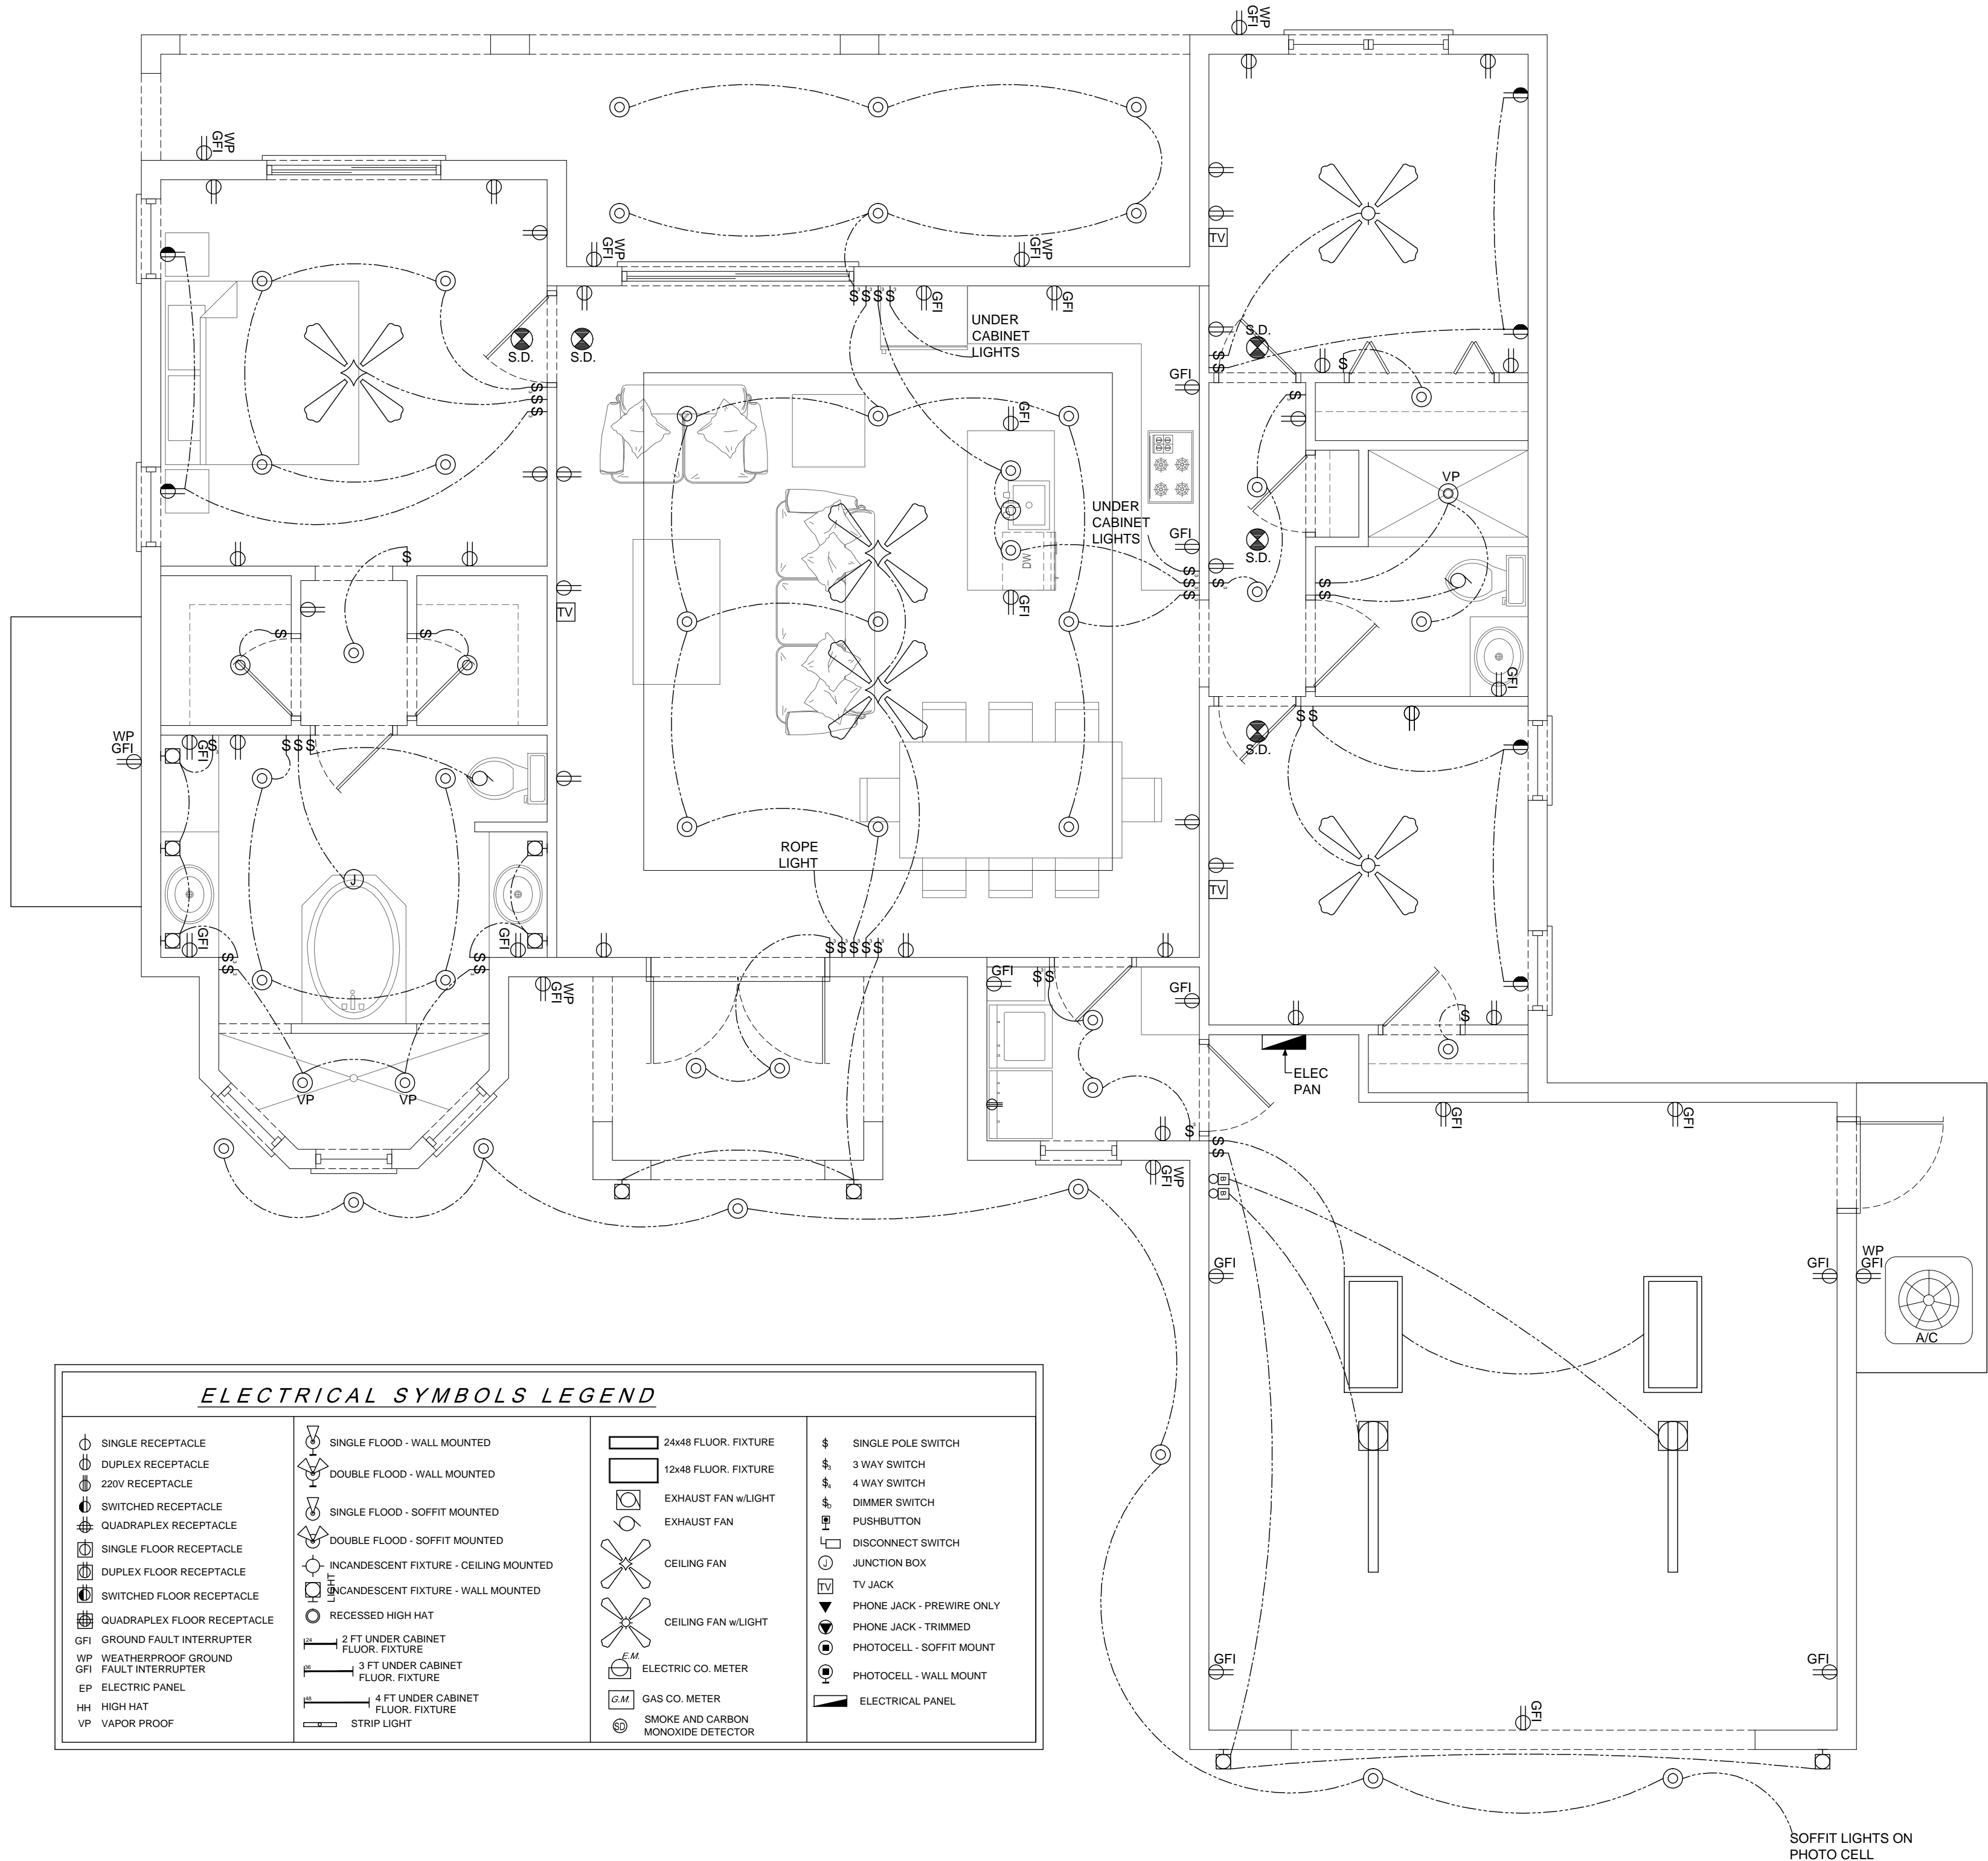 WP
GFI
WP
GFI
WP
GFI
WP
GFI
TV
GFI
GFI
UNDER
CABINET
LIGHTS
S.D.
S.D.
S.D.
GFI
GFI
VP
UNDER
CABINET
LIGHTS
GFI
S.D.
DW
GFI
TV
GFI
WP
GFI
GFI
S.D.
ROPE
LIGHT
TV
J
GFI
GFI
WP
GFI
GFI
GFI
ELEC
PAN
VP
VP
GFI
GFI
WP
GFI
B
B
GFI
GFI
WP
GFI
A/C
GFI
GFI
GFI
SOFFIT LIGHTS ON
PHOTO CELL
ELECTRICAL SYMBOLS LEGEND
SINGLE RECEPTACLE
DUPLEX RECEPTACLE
220V RECEPTACLE
SWITCHED RECEPTACLE
QUADRAPLEX RECEPTACLE
SINGLE FLOOR RECEPTACLE
DUPLEX FLOOR RECEPTACLE
SWITCHED FLOOR RECEPTACLE
QUADRAPLEX FLOOR RECEPTACLE
GFI GROUND FAULT INTERRUPTER
WP WEATHERPROOF GROUND
GFI FAULT INTERRUPTER
EP ELECTRIC PANEL
HH HIGH HAT
VP VAPOR PROOF
SINGLE FLOOD - WALL MOUNTED
DOUBLE FLOOD - WALL MOUNTED
SINGLE FLOOD - SOFFIT MOUNTED
DOUBLE FLOOD - SOFFIT MOUNTED
INCANDESCENT FIXTURE - CEILING MOUNTED
LIGHT
INCANDESCENT FIXTURE - WALL MOUNTED
RECESSED HIGH HAT
24 2 FT UNDER CABINET
FLUOR. FIXTURE
36 3 FT UNDER CABINET
FLUOR. FIXTURE
48 4 FT UNDER CABINET
FLUOR. FIXTURE
STRIP LIGHT
24x48 FLUOR. FIXTURE
12x48 FLUOR. FIXTURE
EXHAUST FAN w/LIGHT
EXHAUST FAN
CEILING FAN
CEILING FAN w/LIGHT
E.M.
ELECTRIC CO. METER
G.M. GAS CO. METER
SD SMOKE AND CARBON
MONOXIDE DETECTOR
$ SINGLE POLE SWITCH
$3 3 WAY SWITCH
$4 4 WAY SWITCH
$D DIMMER SWITCH
PUSHBUTTON
DISCONNECT SWITCH
J JUNCTION BOX
TV TV JACK
PHONE JACK - PREWIRE ONLY
PHONE JACK - TRIMMED
PHOTOCELL - SOFFIT MOUNT
PHOTOCELL - WALL MOUNT
ELECTRICAL PANEL